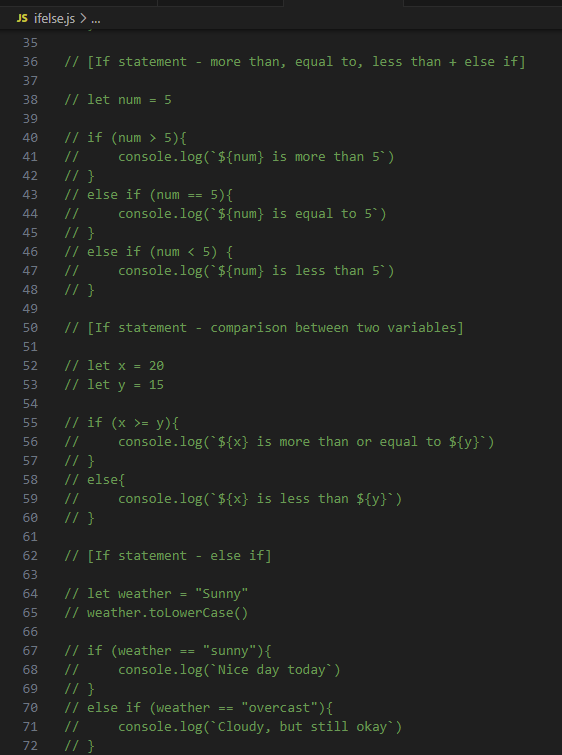 JS ifelse.js > ...
35
36 // [If statement - more than, equal to, less than + else if]
37
38 // let num = 5
39
40 // if (num > 5){
41 //     console.log(`${num} is more than 5`)
42 // }
43 // else if (num == 5){
44 //     console.log(`${num} is equal to 5`)
45 // }
46 // else if (num < 5) {
47 //     console.log(`${num} is less than 5`)
48 // }
49
50 // [If statement - comparison between two variables]
51
52 // let x = 20
53 // let y = 15
54
55 // if (x >= y){
56 //     console.log(`${x} is more than or equal to ${y}`)
57 // }
58 // else{
59 //     console.log(`${x} is less than ${y}`)
60 // }
61
62 // [If statement - else if]
63
64 // let weather = "Sunny"
65 // weather.toLowerCase()
66
67 // if (weather == "sunny"){
68 //     console.log(`Nice day today`)
69 // }
70 // else if (weather == "overcast"){
71 //     console.log(`Cloudy, but still okay`)
72 // }